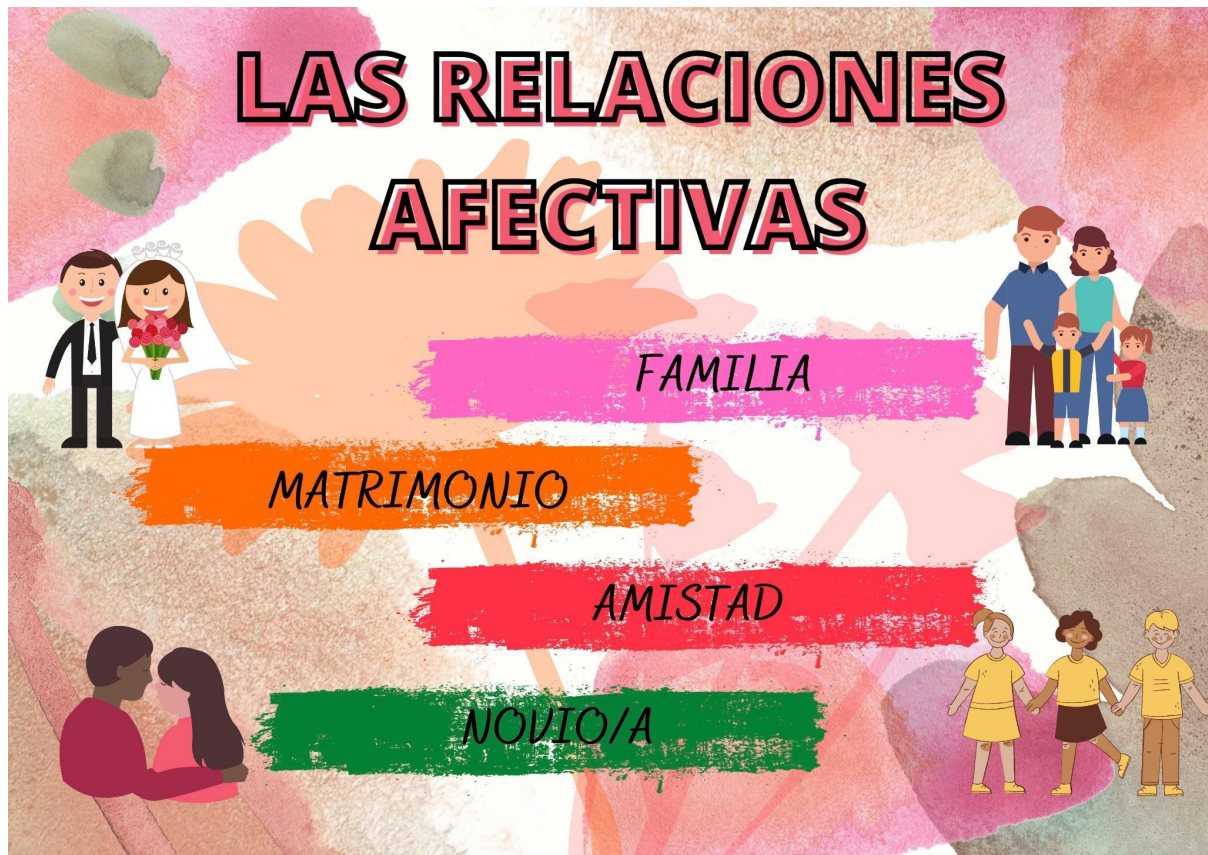 LAS RELACIONES
AFECTIVAS
FAMILIA
MATRIMONIO
AMISTAD
NOVIO/A